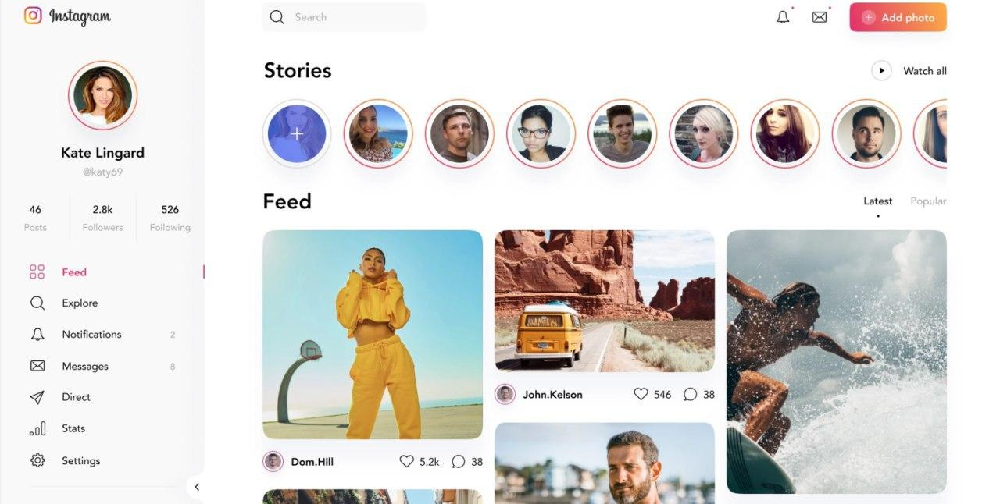 Instagram
Search
Add photo
Kate Lingard
@katy69
46
Posts
2.8k
Followers
526
Following
Feed
Explore
Notifications 2
Messages 8
Direct
Stats
Settings
Stories
Watch all
Feed
Latest Popular
Dom.Hill 5.2k 38
John.Kelson 546 38